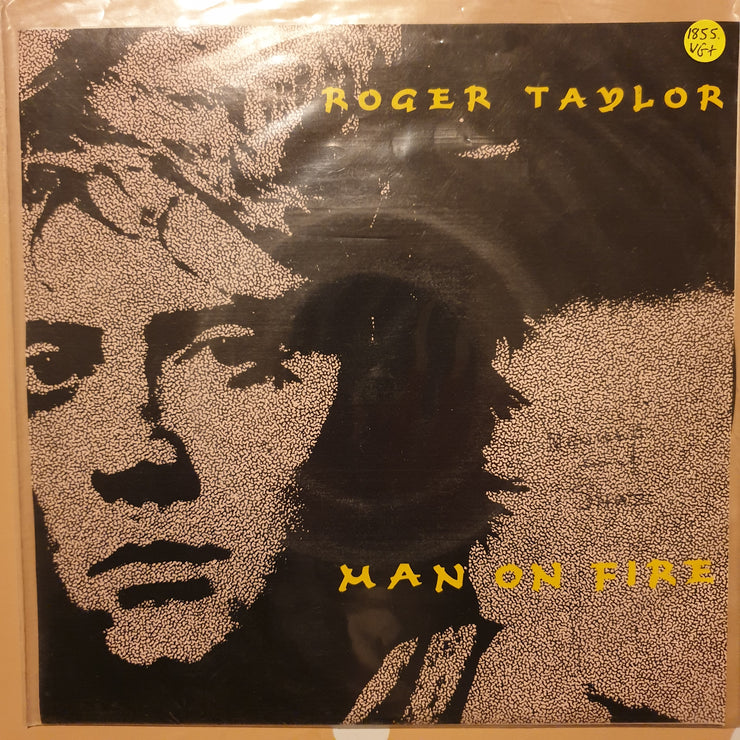 1855.
VG+
ROGER TAYLOR
MAN ON FIRE